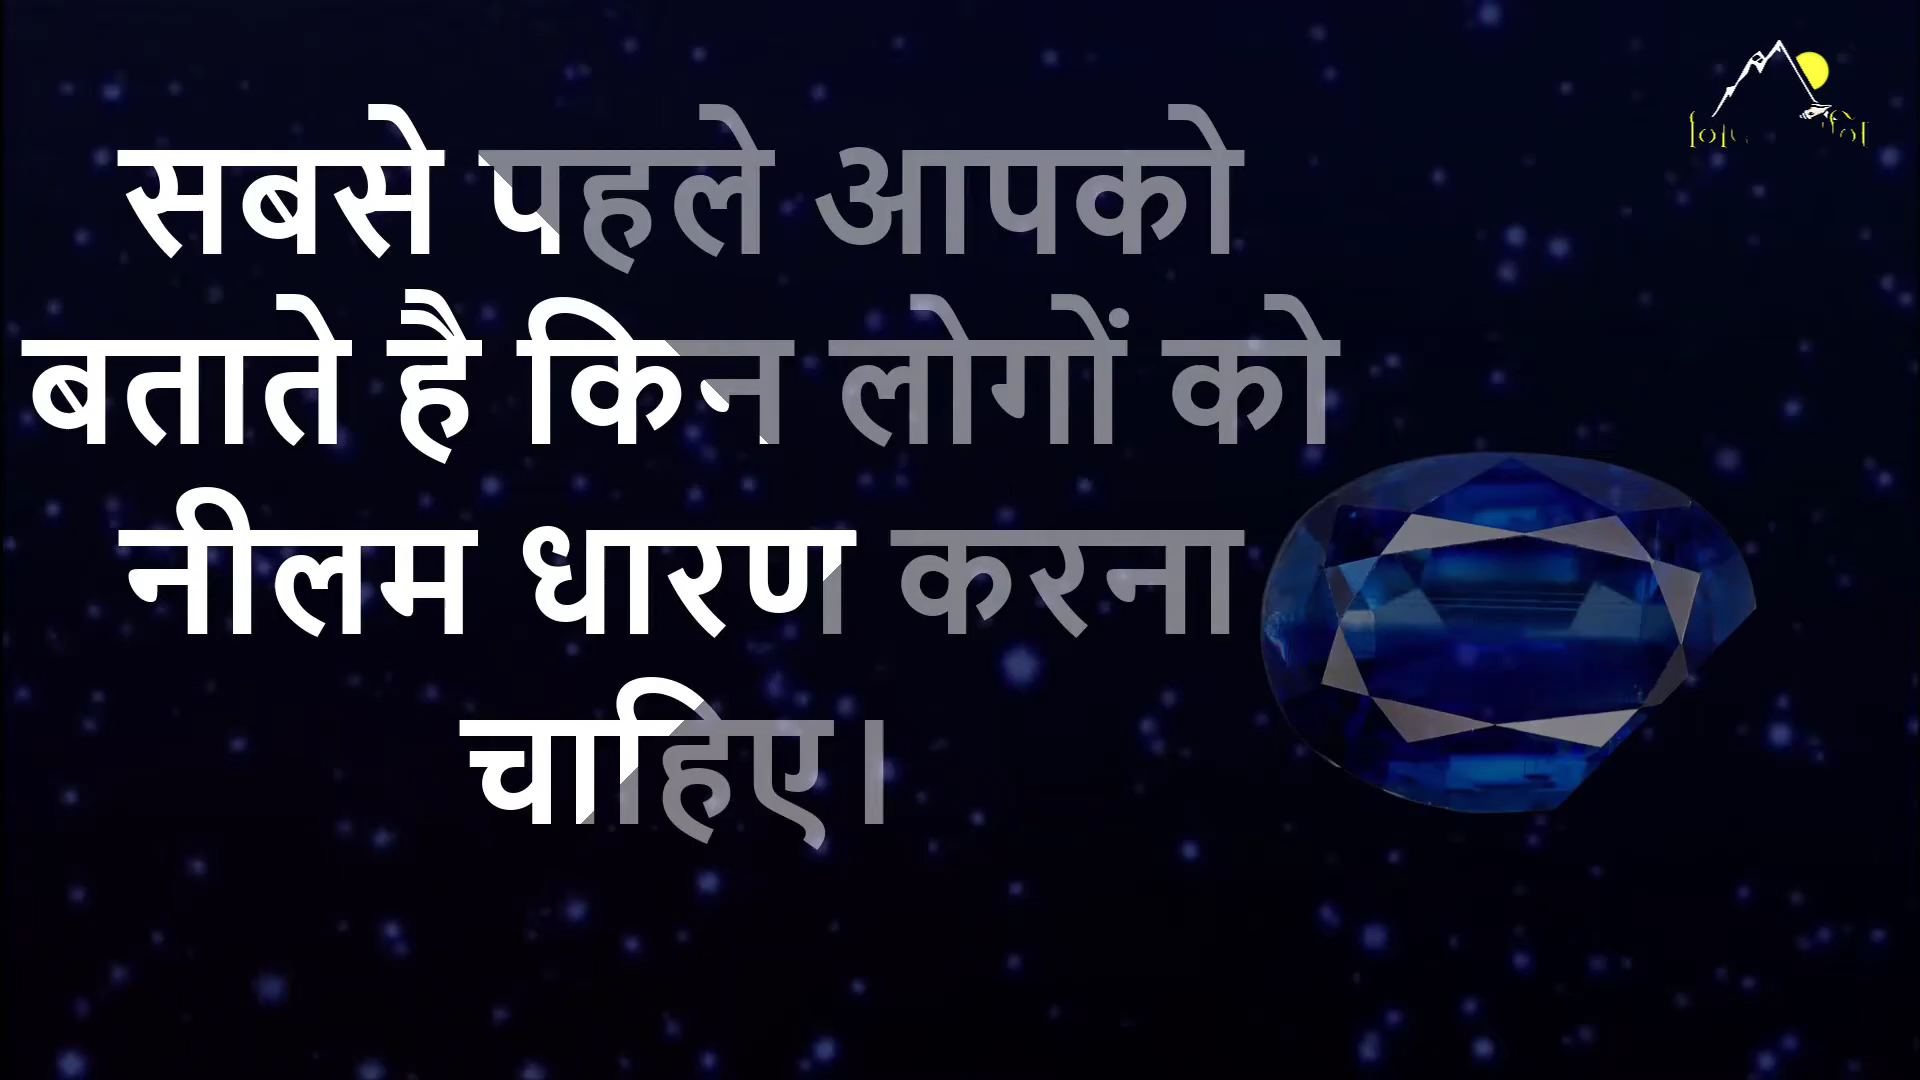 सबसे पहले आपको
बताते है किन लोगों को
नीलम धारण करना
चाहिए।